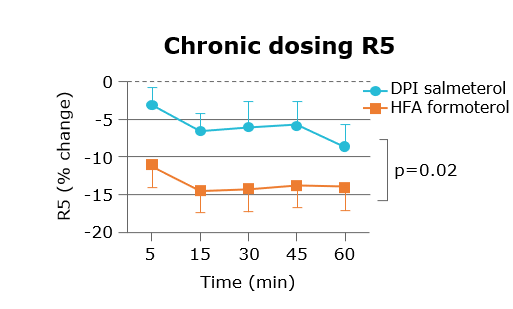 Chronic dosing R5
0
-5
-10
-15
-20
R5 (% change)
5 15 30 45 60
Time (min)
DPI salmeterol
HFA formoterol
p=0.02